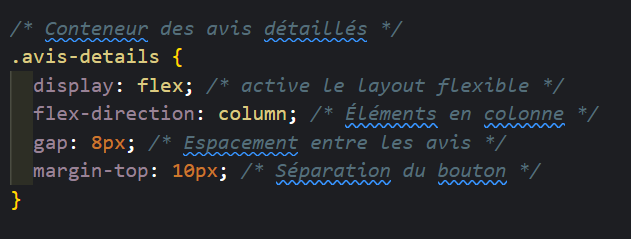 /* Conteneur des avis détaillés */
.avis-details {
  display: flex; /* active le layout flexible */
  flex-direction: column; /* Éléments en colonne */
  gap: 8px; /* Espacement entre les avis */
  margin-top: 10px; /* Séparation du bouton */
}